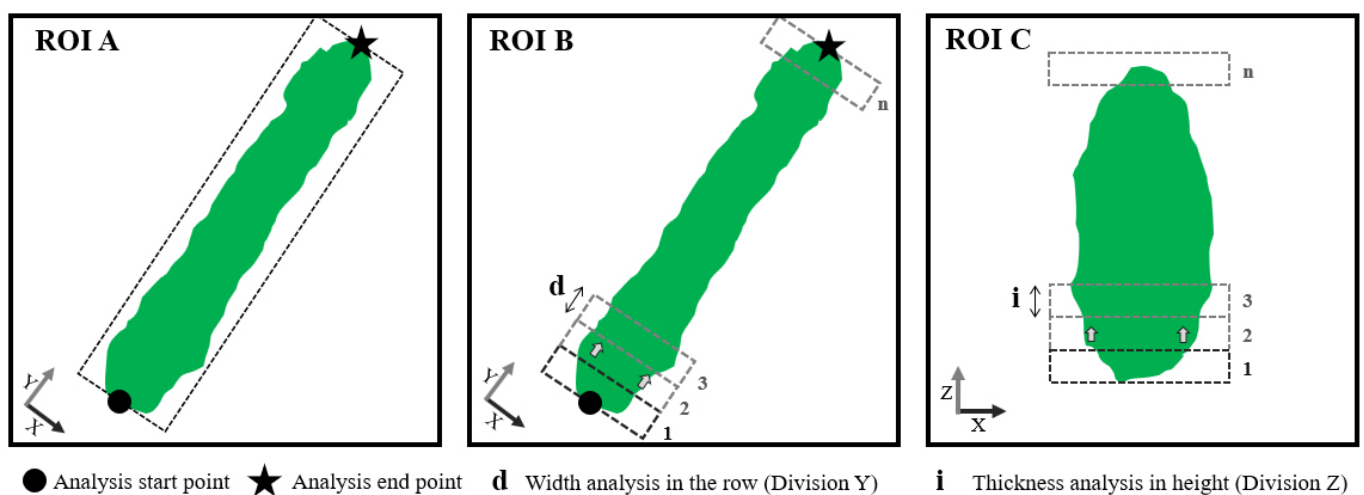 ROI A
Y
X
ROI B
n
d
3
2
1
Y
X
ROI C
n
i
3
2
1
Z
X
Analysis start point Analysis end point d Width analysis in the row (Division Y) i Thickness analysis in height (Division Z)